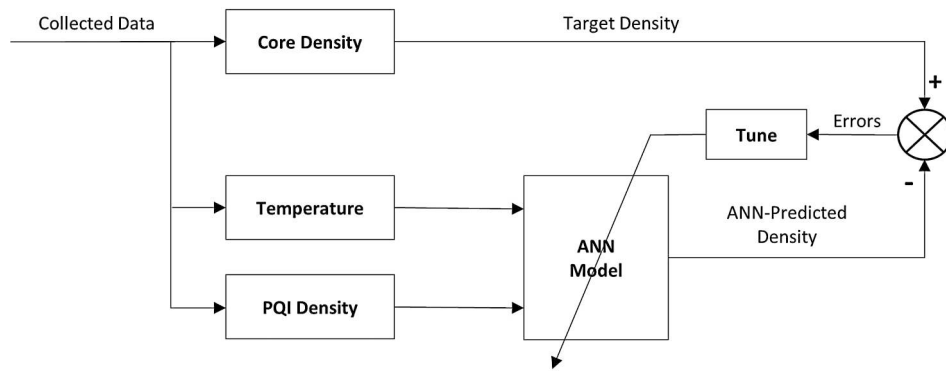 Collected Data
Core Density
Target Density
+
Tune
Errors
-
Temperature
ANN
Model
ANN-Predicted
Density
PQI Density